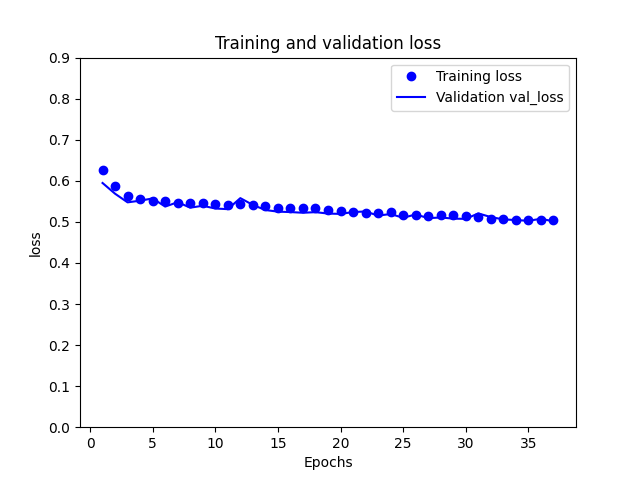 Training and validation loss
Training loss
Validation val_loss
loss
0.9
0.8
0.7
0.6
0.5
0.4
0.3
0.2
0.1
0.0
0 5 10 15 20 25 30 35
Epochs